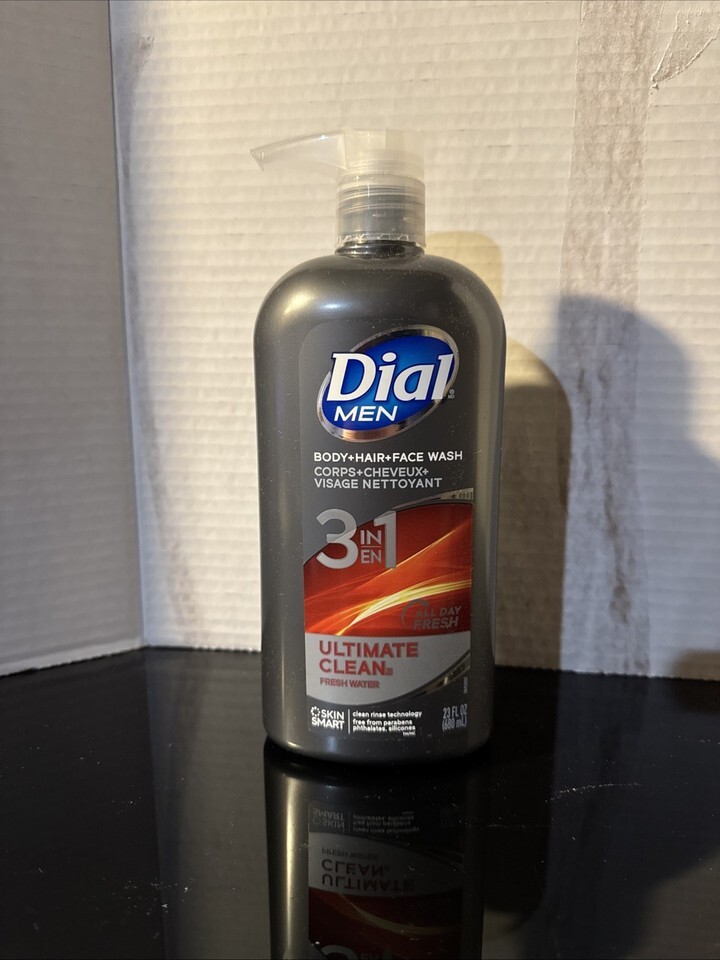 Dial
MEN
BODY+HAIR+FACE WASH
CORPS+CHEVEUX+
VISAGE NETTOYANT
3 IN EN 1
ALL DAY
FRESH
ULTIMATE
CLEAN
FRESH WATER
SKIN
SMART
clean rinse technology
free from parabens
phthalates, silicones
23 FL OZ
(680 mL)